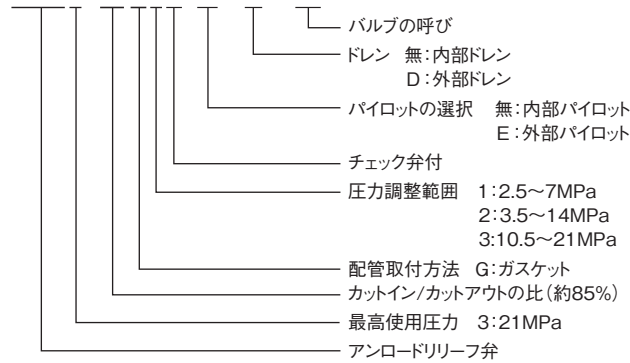 バルブの呼び
ドレン 無:内部ドレン
D:外部ドレン
パイロットの選択 無:内部パイロット
E:外部パイロット
チェック弁付
圧力調整範囲 1:2.5〜7MPa
2:3.5〜14MPa
3:10.5〜21MPa
配管取付方法 G:ガスケット
カットイン/カットアウトの比(約85%)
最高使用圧力 3:21MPa
アンロードリリーフ弁